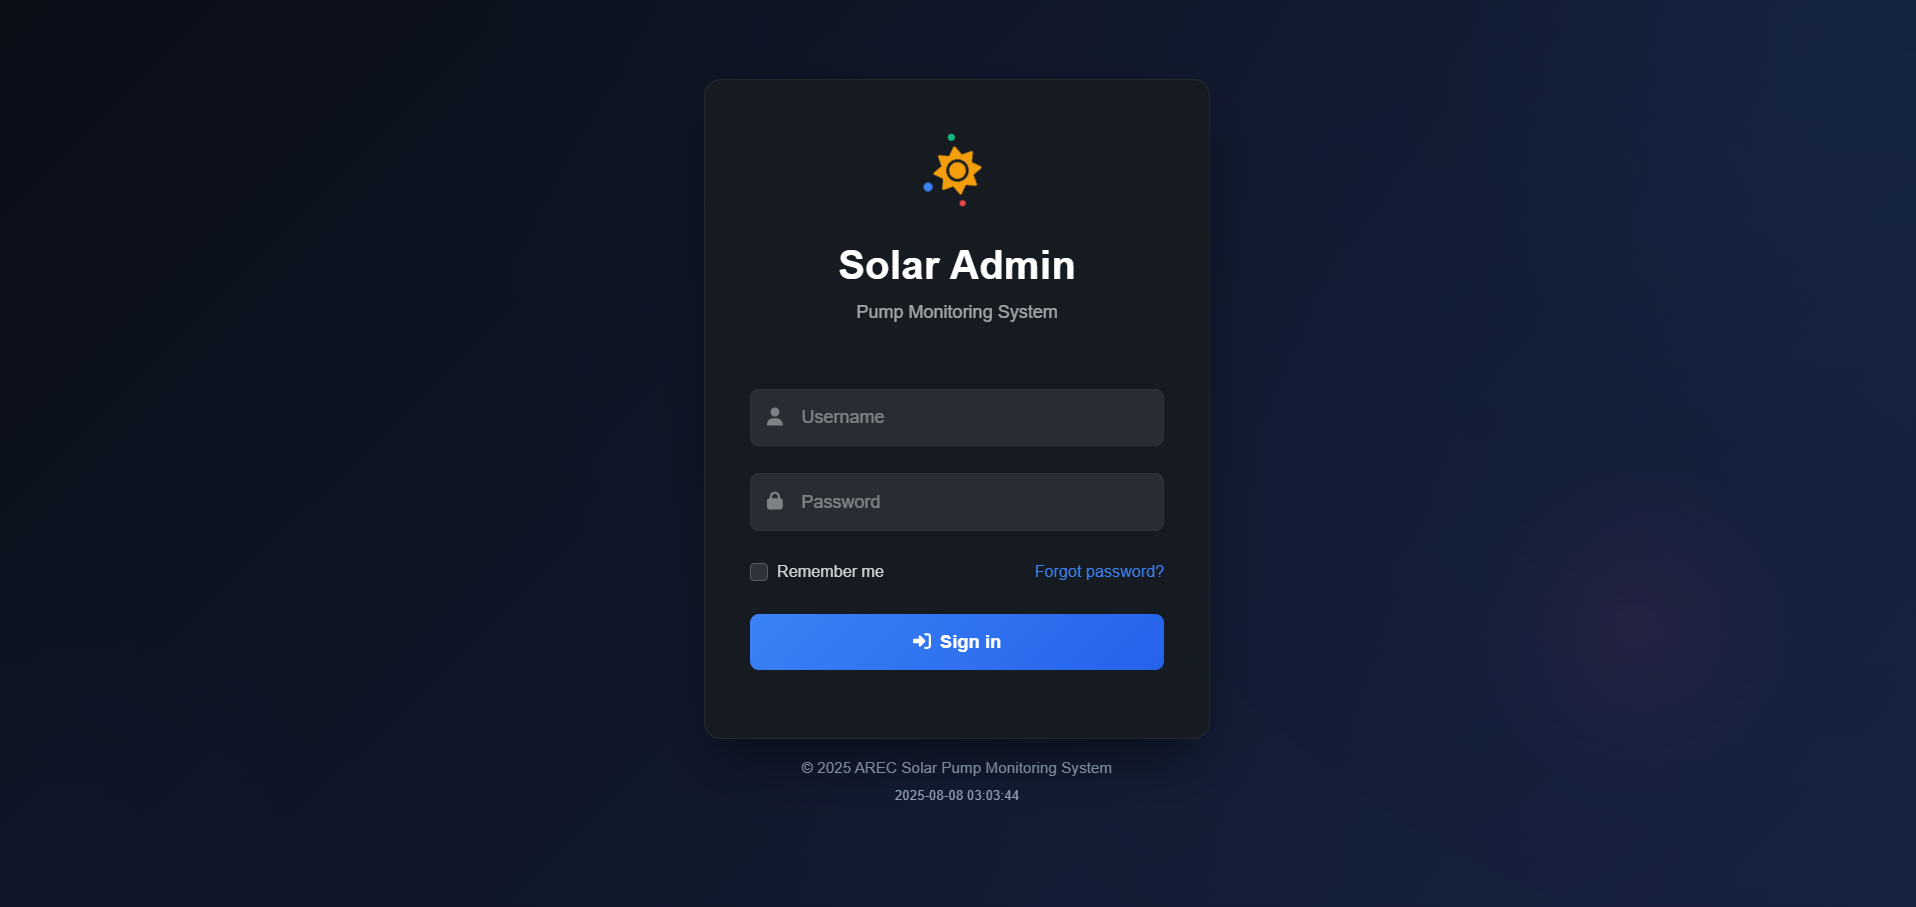 Solar Admin
Pump Monitoring System
Username
Password
Remember me
Forgot password?
Sign in
© 2025 AREC Solar Pump Monitoring System
2025-08-08 03:03:44